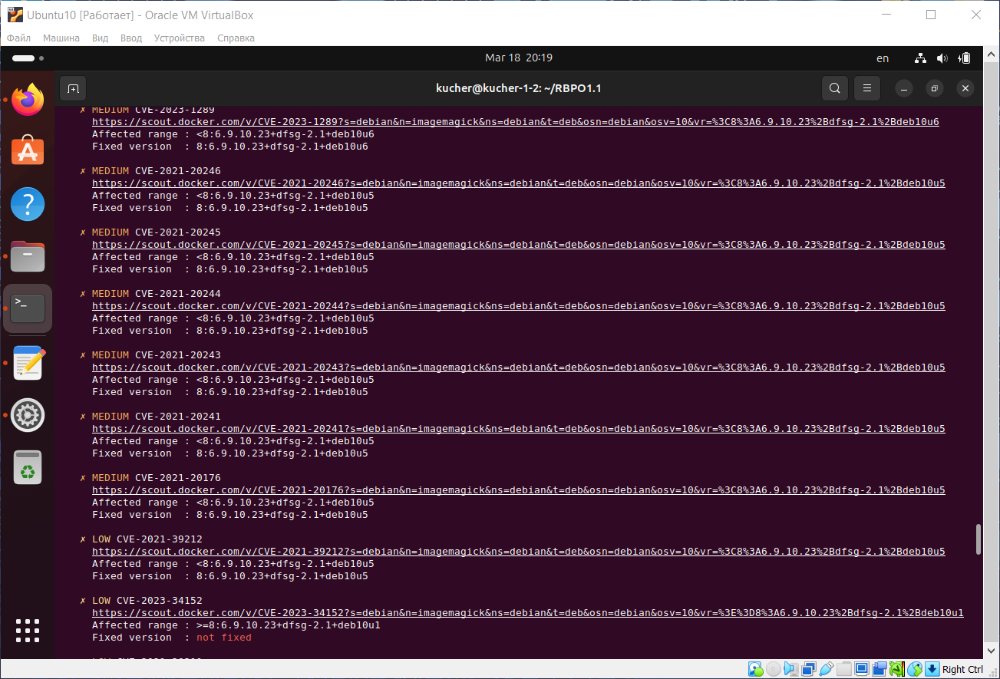 Ubuntu10 [Работает] - Oracle VM VirtualBox
Файл Машина Вид Ввод Устройства Справка
Mar 18 20:19
en
kucher@kucher-1-2: ~/RBPO1.1
✗ MEDIUM CVE-2023-1289
https://scout.docker.com/v/CVE-2023-1289?s=debian&n=imagemagick&ns=debian&t=deb&osn=debian&osv=10&vr=%3C8%3A6.9.10.23%2Bdfsg-2.1%2Bdeb10u6
Affected range : <8:6.9.10.23+dfsg-2.1+deb10u6
Fixed version  : 8:6.9.10.23+dfsg-2.1+deb10u6
✗ MEDIUM CVE-2021-20246
https://scout.docker.com/v/CVE-2021-20246?s=debian&n=imagemagick&ns=debian&t=deb&osn=debian&osv=10&vr=%3C8%3A6.9.10.23%2Bdfsg-2.1%2Bdeb10u5
Affected range : <8:6.9.10.23+dfsg-2.1+deb10u5
Fixed version  : 8:6.9.10.23+dfsg-2.1+deb10u5
✗ MEDIUM CVE-2021-20245
https://scout.docker.com/v/CVE-2021-20245?s=debian&n=imagemagick&ns=debian&t=deb&osn=debian&osv=10&vr=%3C8%3A6.9.10.23%2Bdfsg-2.1%2Bdeb10u5
Affected range : <8:6.9.10.23+dfsg-2.1+deb10u5
Fixed version  : 8:6.9.10.23+dfsg-2.1+deb10u5
✗ MEDIUM CVE-2021-20244
https://scout.docker.com/v/CVE-2021-20244?s=debian&n=imagemagick&ns=debian&t=deb&osn=debian&osv=10&vr=%3C8%3A6.9.10.23%2Bdfsg-2.1%2Bdeb10u5
Affected range : <8:6.9.10.23+dfsg-2.1+deb10u5
Fixed version  : 8:6.9.10.23+dfsg-2.1+deb10u5
✗ MEDIUM CVE-2021-20243
https://scout.docker.com/v/CVE-2021-20243?s=debian&n=imagemagick&ns=debian&t=deb&osn=debian&osv=10&vr=%3C8%3A6.9.10.23%2Bdfsg-2.1%2Bdeb10u5
Affected range : <8:6.9.10.23+dfsg-2.1+deb10u5
Fixed version  : 8:6.9.10.23+dfsg-2.1+deb10u5
✗ MEDIUM CVE-2021-20241
https://scout.docker.com/v/CVE-2021-20241?s=debian&n=imagemagick&ns=debian&t=deb&osn=debian&osv=10&vr=%3C8%3A6.9.10.23%2Bdfsg-2.1%2Bdeb10u5
Affected range : <8:6.9.10.23+dfsg-2.1+deb10u5
Fixed version  : 8:6.9.10.23+dfsg-2.1+deb10u5
✗ MEDIUM CVE-2021-20176
https://scout.docker.com/v/CVE-2021-20176?s=debian&n=imagemagick&ns=debian&t=deb&osn=debian&osv=10&vr=%3C8%3A6.9.10.23%2Bdfsg-2.1%2Bdeb10u5
Affected range : <8:6.9.10.23+dfsg-2.1+deb10u5
Fixed version  : 8:6.9.10.23+dfsg-2.1+deb10u5
✗ LOW CVE-2021-39212
https://scout.docker.com/v/CVE-2021-39212?s=debian&n=imagemagick&ns=debian&t=deb&osn=debian&osv=10&vr=%3C8%3A6.9.10.23%2Bdfsg-2.1%2Bdeb10u5
Affected range : <8:6.9.10.23+dfsg-2.1+deb10u5
Fixed version  : 8:6.9.10.23+dfsg-2.1+deb10u5
✗ LOW CVE-2023-34152
https://scout.docker.com/v/CVE-2023-34152?s=debian&n=imagemagick&ns=debian&t=deb&osn=debian&osv=10&vr=%3E%3D8%3A6.9.10.23%2Bdfsg-2.1%2Bdeb10u1
Affected range : >=8:6.9.10.23+dfsg-2.1+deb10u1
Fixed version  : not fixed
Right Ctrl